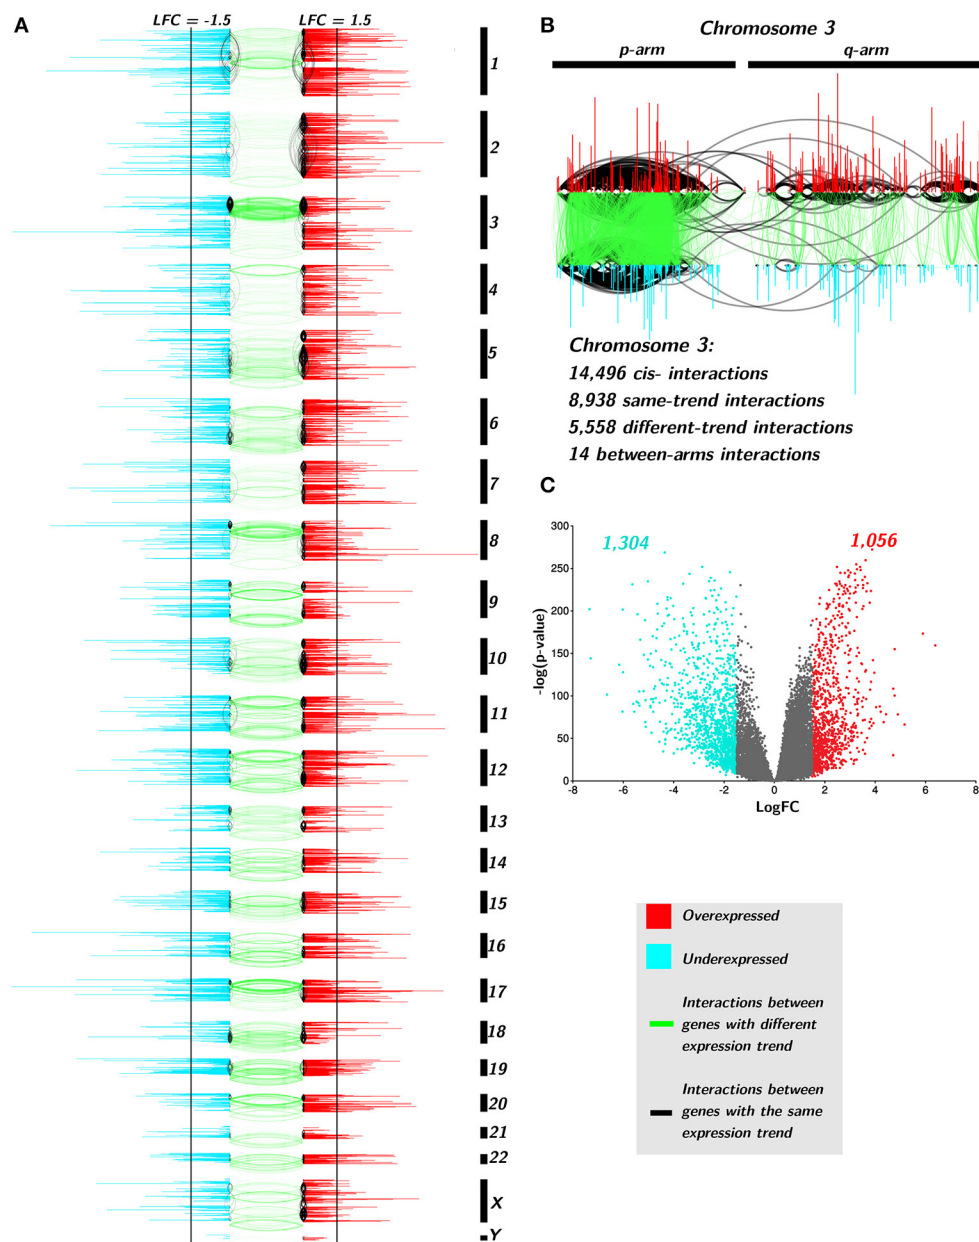 A
LFC = -1.5
LFC = 1.5
1
2
3
4
5
6
7
8
9
10
11
12
13
14
15
16
17
18
19
20
21
22
X
Y
B
Chromosome 3
p-arm
q-arm
Chromosome 3:
14,496 cis- interactions
8,938 same-trend interactions
5,558 different-trend interactions
14 between-arms interactions
C
1,304
1,056
300
250
200
150
100
50
0
-log(p-value)
-8
-6
-4
-2
0
2
4
6
8
LogFC
Overexpressed
Underexpressed
Interactions between
genes with different
expression trend
Interactions between
genes with the same
expression trend